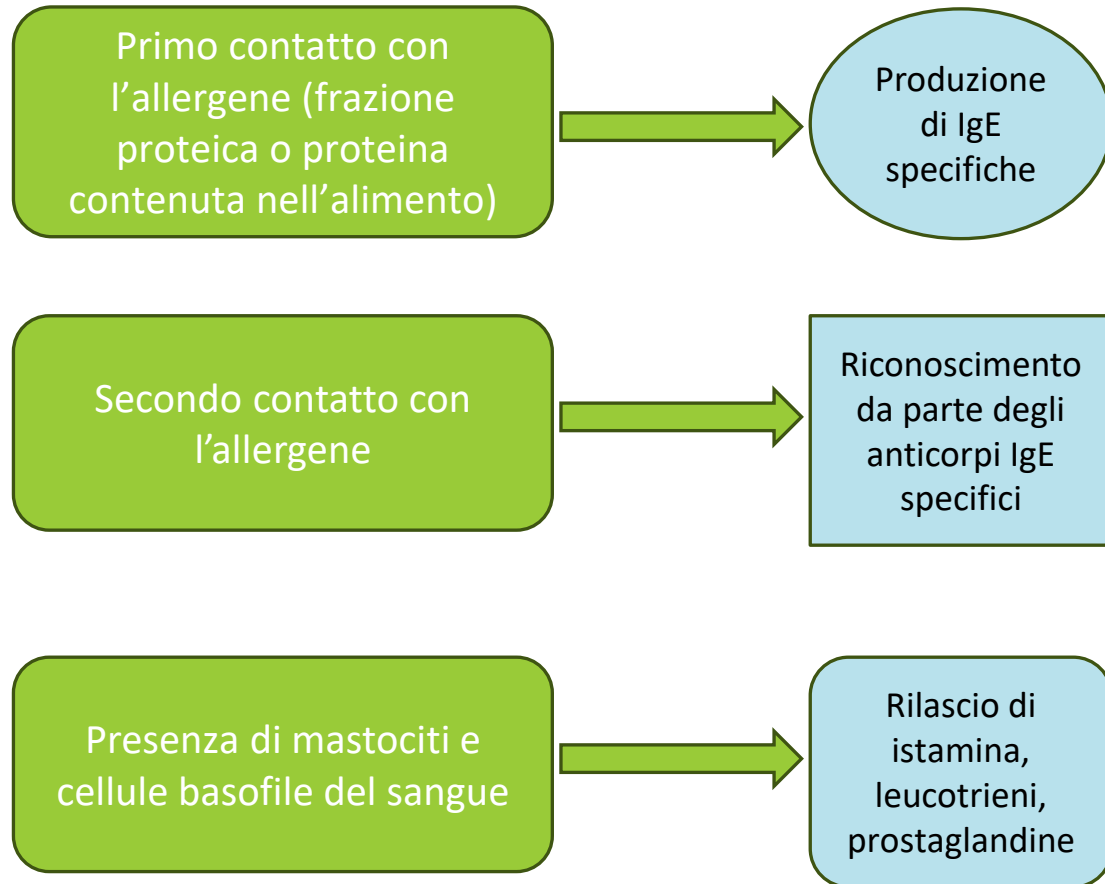 Primo contatto con
l’allergene (frazione
proteica o proteina
contenuta nell’alimento)
Produzione
di IgE
specifiche
Secondo contatto con
l’allergene
Riconoscimento
da parte degli
anticorpi IgE
specifici
Presenza di mastociti e
cellule basofile del sangue
Rilascio di
istamina,
leucotrieni,
prostaglandine